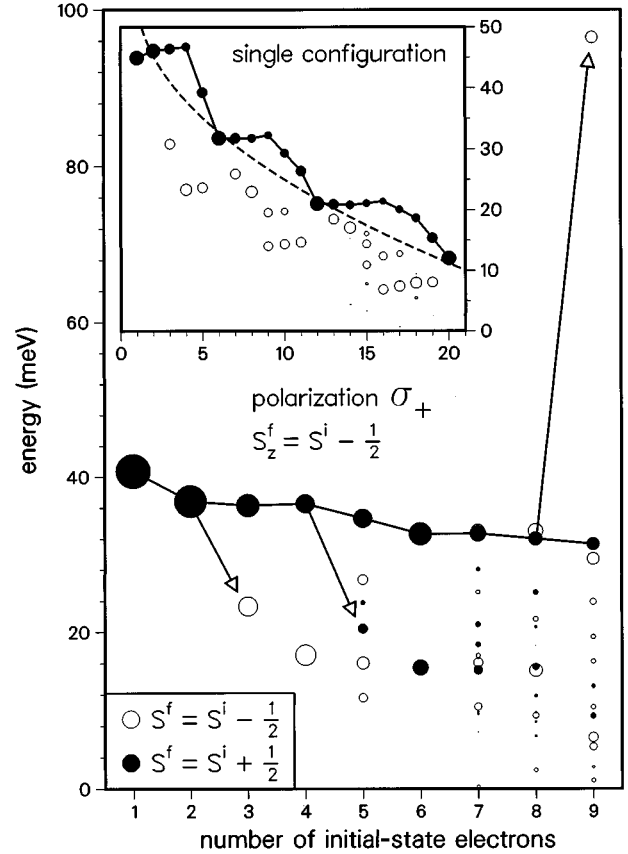 100
80
60
40
20
0
energy (meV)
single configuration
50
40
30
20
10
0
0 5 10 15 20
polarization σ₊
S_z^f = S^i − 1/2
○ S^f = S^i − 1/2
● S^f = S^i + 1/2
1 2 3 4 5 6 7 8 9
number of initial-state electrons